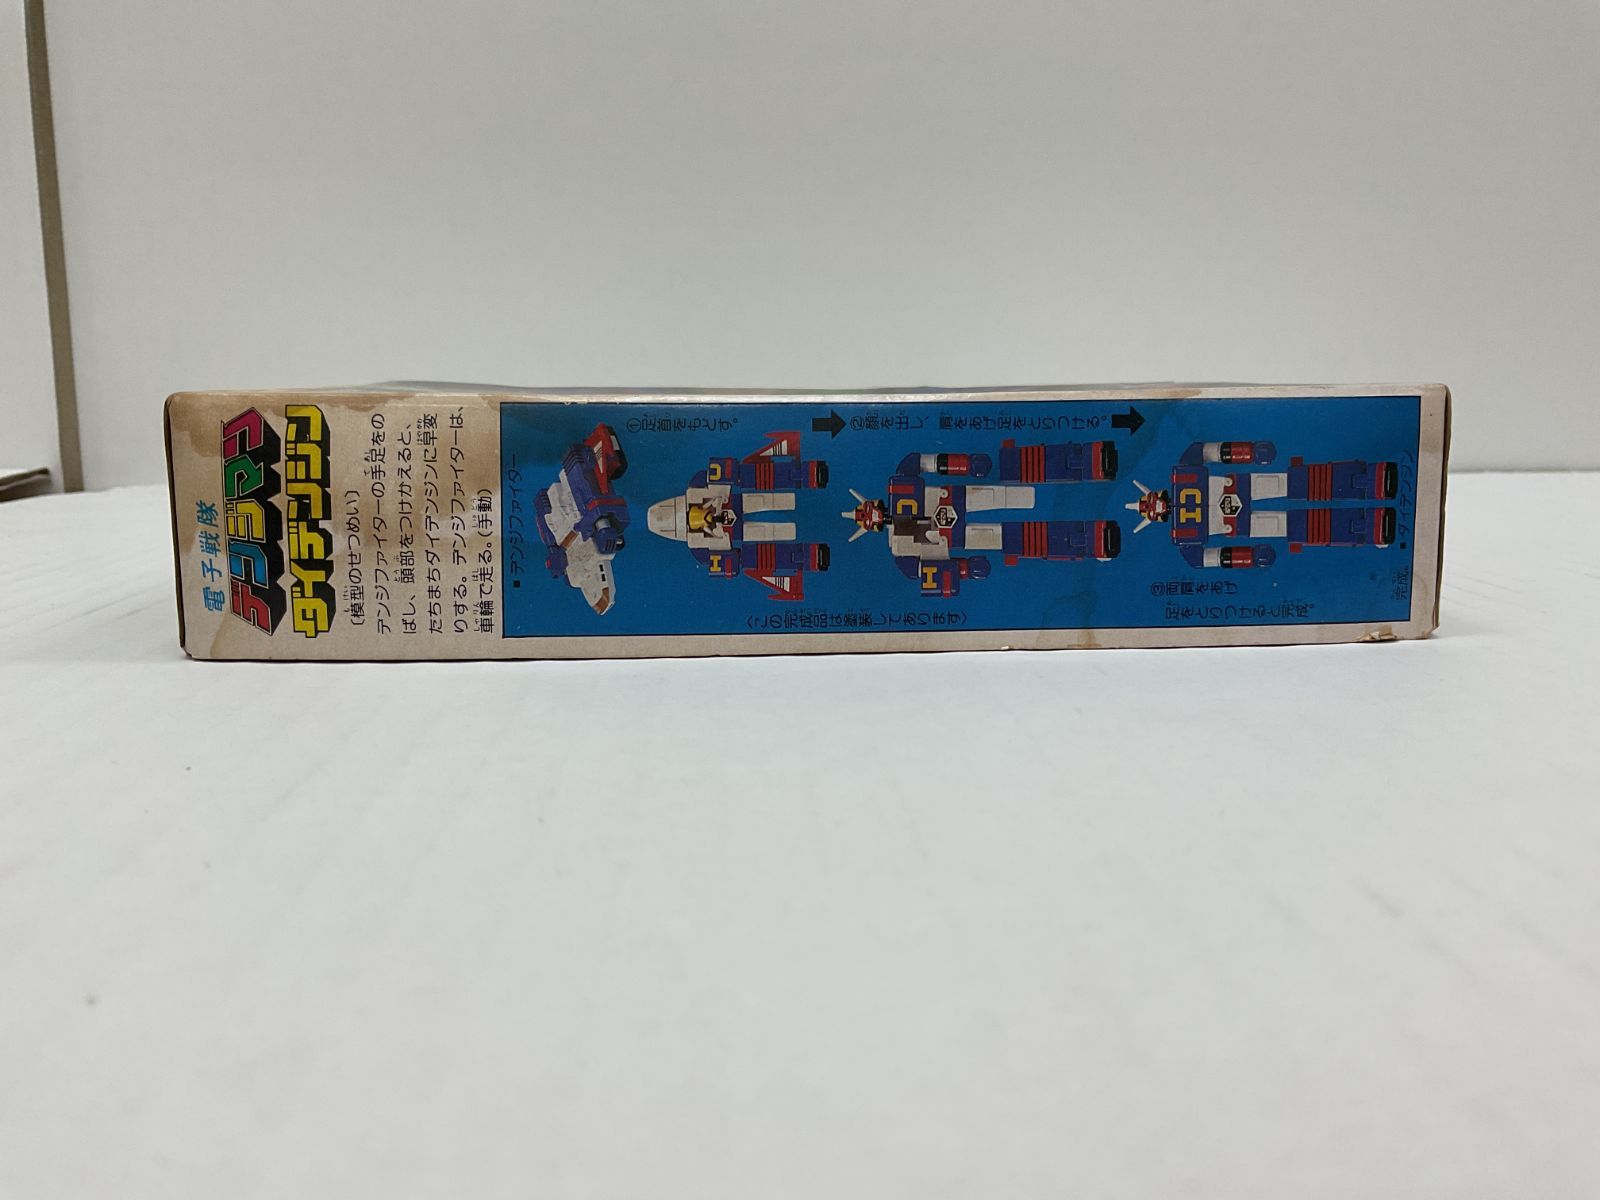 電子戦隊
デンジマン
ダイデンジン
(模型のせつめい)
デンジファイターの手足をの
ばし、頭部をつけかえると、
たちまちダイデンジンに早変
りする。デンジファイターは、
車輪で走る。(手動)
■デンジファイター
①足首をもどす。
②顔を出し、肩をあげ足をとりつける。
③両肩をあげ
足をとりつけると完成。
■ダイデンジン
完成。
〈この完成品は塗装してあります〉